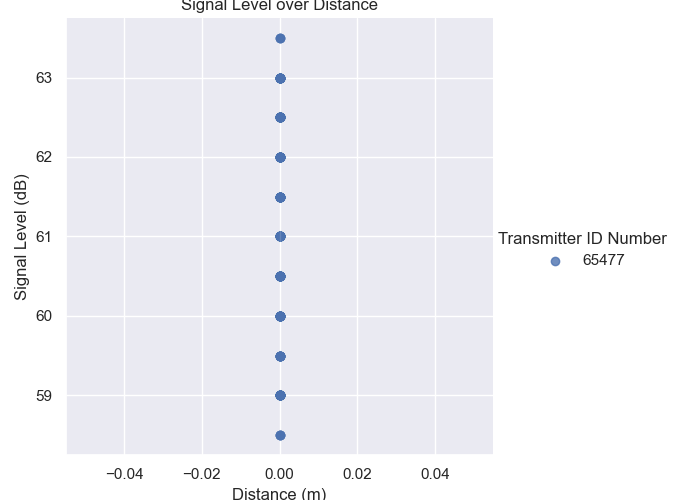 Signal Level over Distance
63
62
61
60
59
Signal Level (dB)
−0.04
−0.02
0.00
0.02
0.04
Distance (m)
Transmitter ID Number
65477